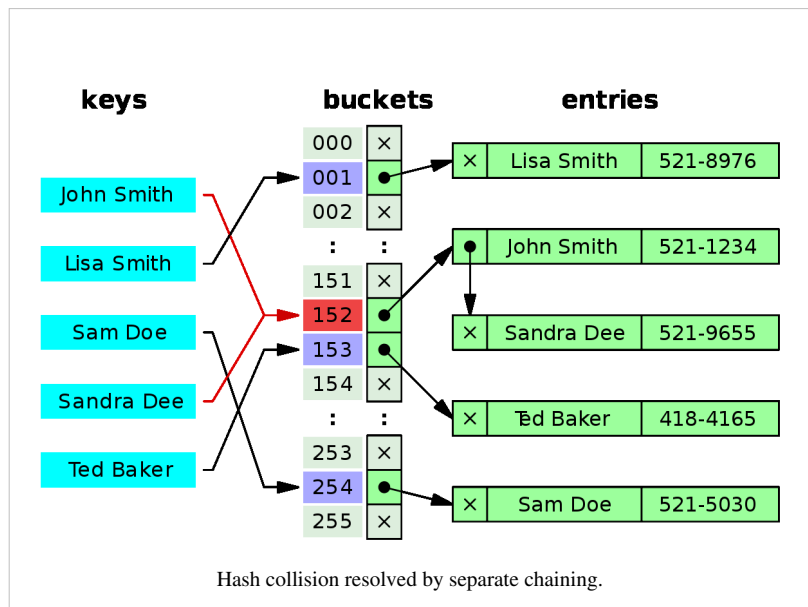 keys buckets entries
John Smith
Lisa Smith
Sam Doe
Sandra Dee
Ted Baker
000 ×
001
002 ×
: :
151 ×
152
153
154 ×
: :
253 ×
254
255 ×
× Lisa Smith 521-8976
John Smith 521-1234
× Sandra Dee 521-9655
× Ted Baker 418-4165
× Sam Doe 521-5030
Hash collision resolved by separate chaining.